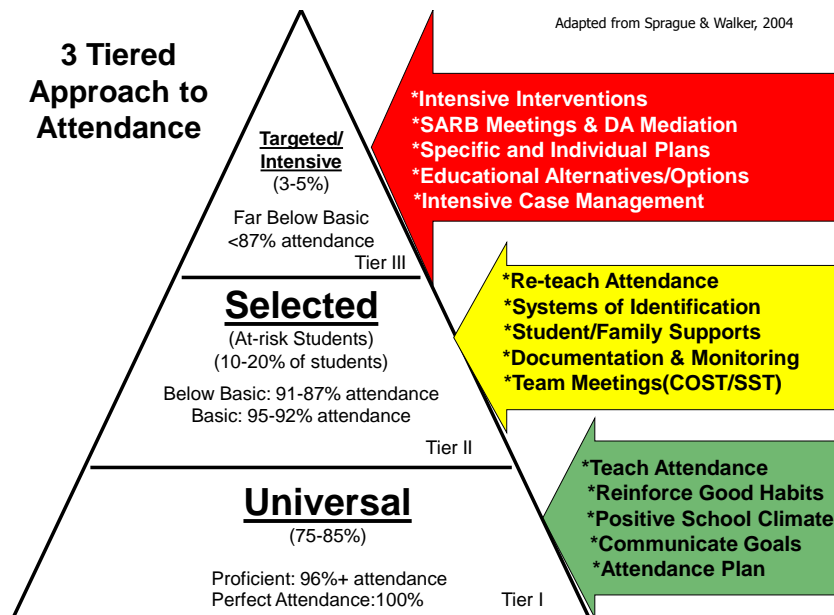 Adapted from Sprague & Walker, 2004
3 Tiered
Approach to
Attendance
Targeted/
Intensive
(3-5%)
Far Below Basic
<87% attendance
Tier III
*Intensive Interventions
*SARB Meetings & DA Mediation
*Specific and Individual Plans
*Educational Alternatives/Options
*Intensive Case Management
Selected
(At-risk Students)
(10-20% of students)
Below Basic: 91-87% attendance
Basic: 95-92% attendance
Tier II
*Re-teach Attendance
*Systems of Identification
*Student/Family Supports
*Documentation & Monitoring
*Team Meetings(COST/SST)
Universal
(75-85%)
Proficient: 96%+ attendance
Perfect Attendance:100%
Tier I
*Teach Attendance
*Reinforce Good Habits
*Positive School Climate
*Communicate Goals
*Attendance Plan